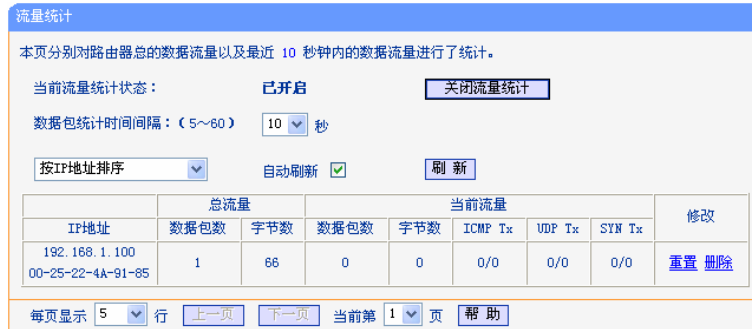 流量统计
本页分别对路由器总的数据流量以及最近 10 秒钟内的数据流量进行了统计。
当前流量统计状态： 已开启 关闭流量统计
数据包统计时间间隔：（5～60） 10 秒
按IP地址排序 自动刷新 刷 新
总流量 当前流量 修改
IP地址 数据包数 字节数 数据包数 字节数 ICMP Tx UDP Tx SYN Tx
192.168.1.100
00-25-22-4A-91-85 1 66 0 0 0/0 0/0 0/0 重置 删除
每页显示 5 行 上一页 下一页 当前第 1 页 帮 助